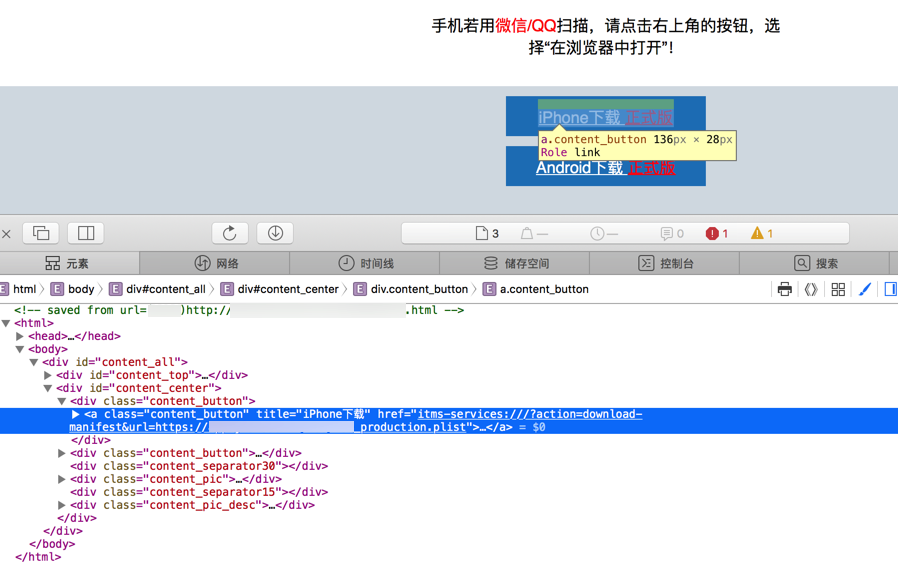 手机若用微信/QQ扫描，请点击右上角的按钮，选
择“在浏览器中打开”!
iPhone下载 正式版
a.content_button 136px × 28px
Role link
Android下载 正式版
3 — — 0 1 1
元素 网络 时间线 储存空间 控制台 搜索
E html E body E div#content_all E div#content_center E div.content_button E a.content_button
<!-- saved from url= )http:// .html -->
<html>
<head>…</head>
<body>
<div id="content_all">
<div id="content_top">…</div>
<div id="content_center">
<div class="content_button">
<a class="content_button" title="iPhone下载" href="itms-services:///?action=download-
manifest&url=https:// _production.plist">…</a> = $0
</div>
<div class="content_button">…</div>
<div class="content_separator30"></div>
<div class="content_pic">…</div>
<div class="content_separator15"></div>
<div class="content_pic_desc">…</div>
</div>
</div>
</body>
</html>